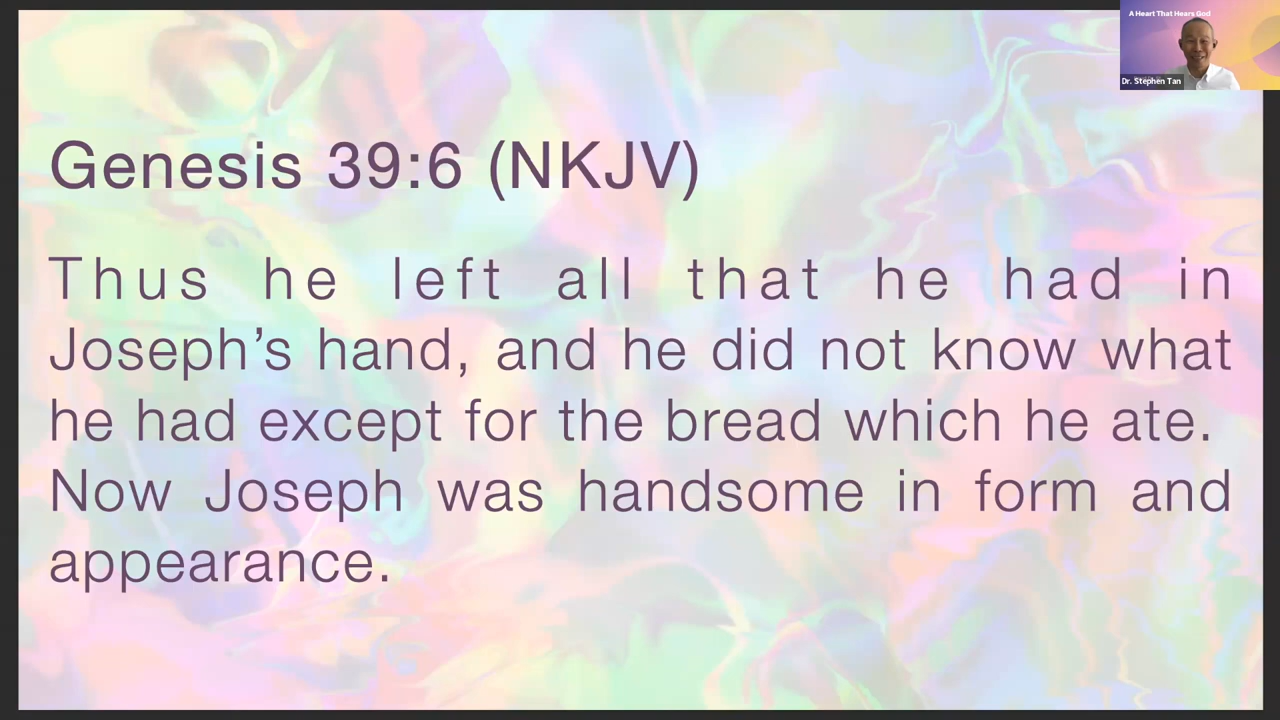 A Heart That Hears God
Dr. Stephen Tan
Genesis 39:6 (NKJV)
Thus he left all that he had in
Joseph’s hand, and he did not know what
he had except for the bread which he ate.
Now Joseph was handsome in form and
appearance.